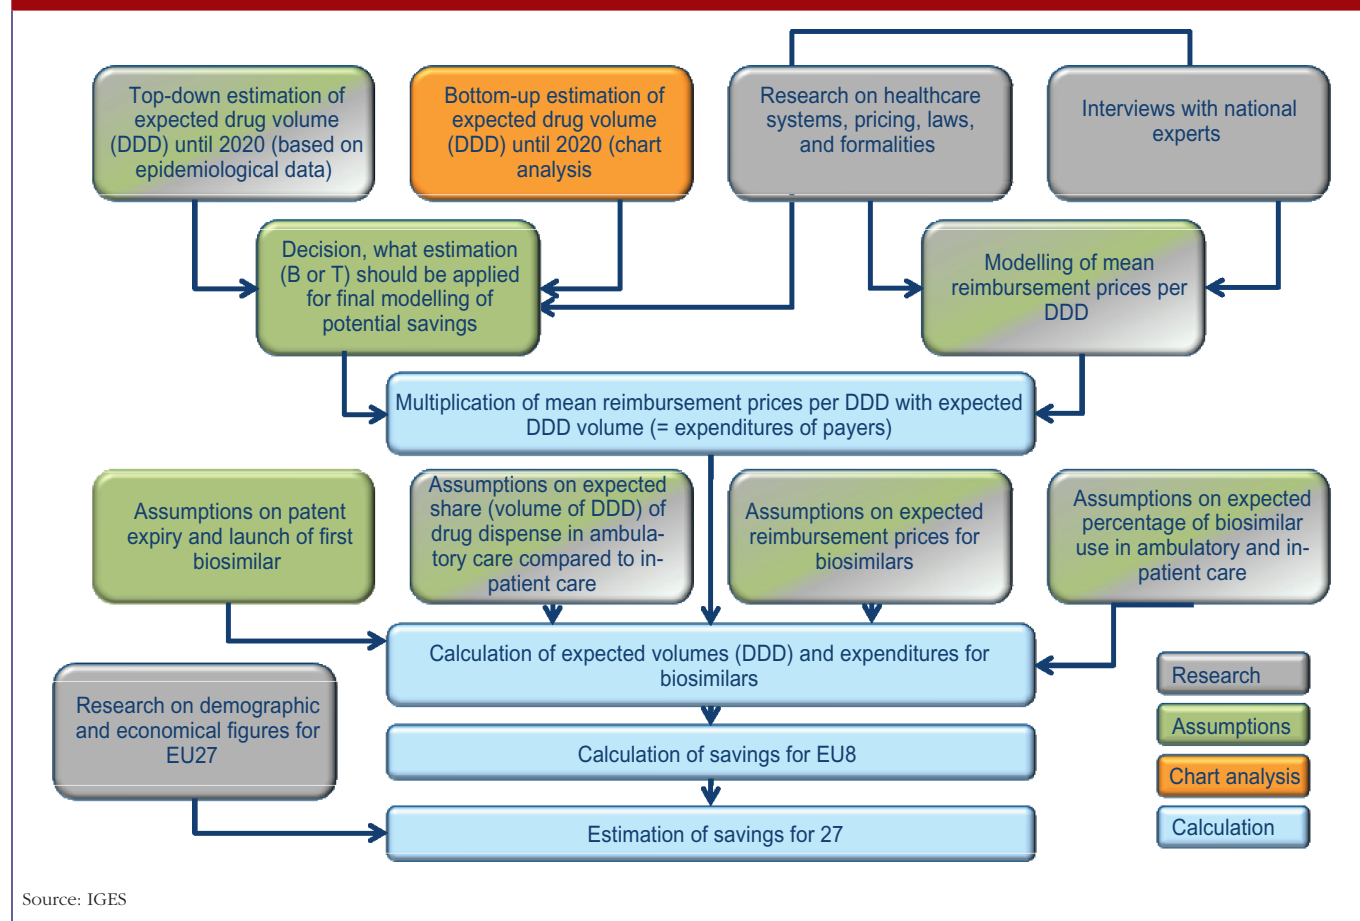 Top-down estimation of
expected drug volume
(DDD) until 2020 (based on
epidemiological data)
Bottom-up estimation of
expected drug volume
(DDD) until 2020 (chart
analysis
Research on healthcare
systems, pricing, laws,
and formalities
Interviews with national
experts
Decision, what estimation
(B or T) should be applied
for final modelling of
potential savings
Modelling of mean
reimbursement prices per
DDD
Multiplication of mean reimbursement prices per DDD with expected
DDD volume (= expenditures of payers)
Assumptions on patent
expiry and launch of first
biosimilar
Assumptions on expected
share (volume of DDD) of
drug dispense in ambula-
tory care compared to in-
patient care
Assumptions on expected
reimbursement prices for
biosimilars
Assumptions on expected
percentage of biosimilar
use in ambulatory and in-
patient care
Calculation of expected volumes (DDD) and expenditures for
biosimilars
Research on demographic
and economical figures for
EU27
Calculation of savings for EU8
Estimation of savings for 27
Research
Assumptions
Chart analysis
Calculation
Source: IGES